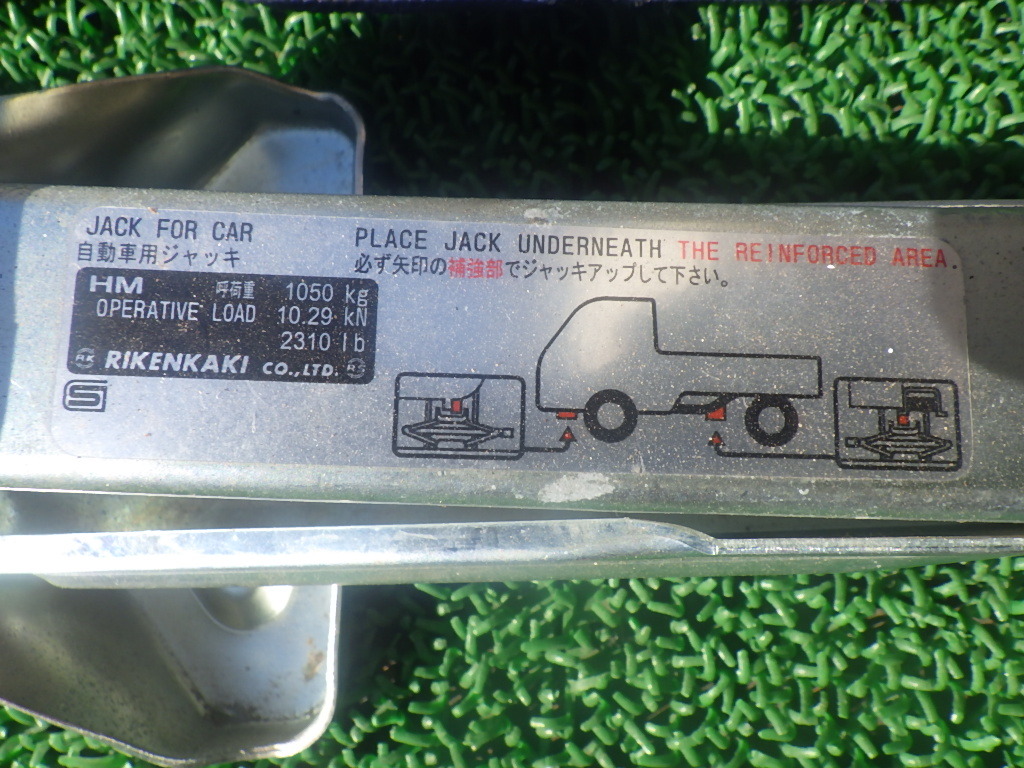 JACK FOR CAR
自動車用ジャッキ
HM 呼荷重 1050 kg
OPERATIVE LOAD 10.29 kN
2310 lb
RK RIKENKAKI CO.,LTD. RK
PLACE JACK UNDERNEATH THE REINFORCED AREA.
必ず矢印の補強部でジャッキアップして下さい。